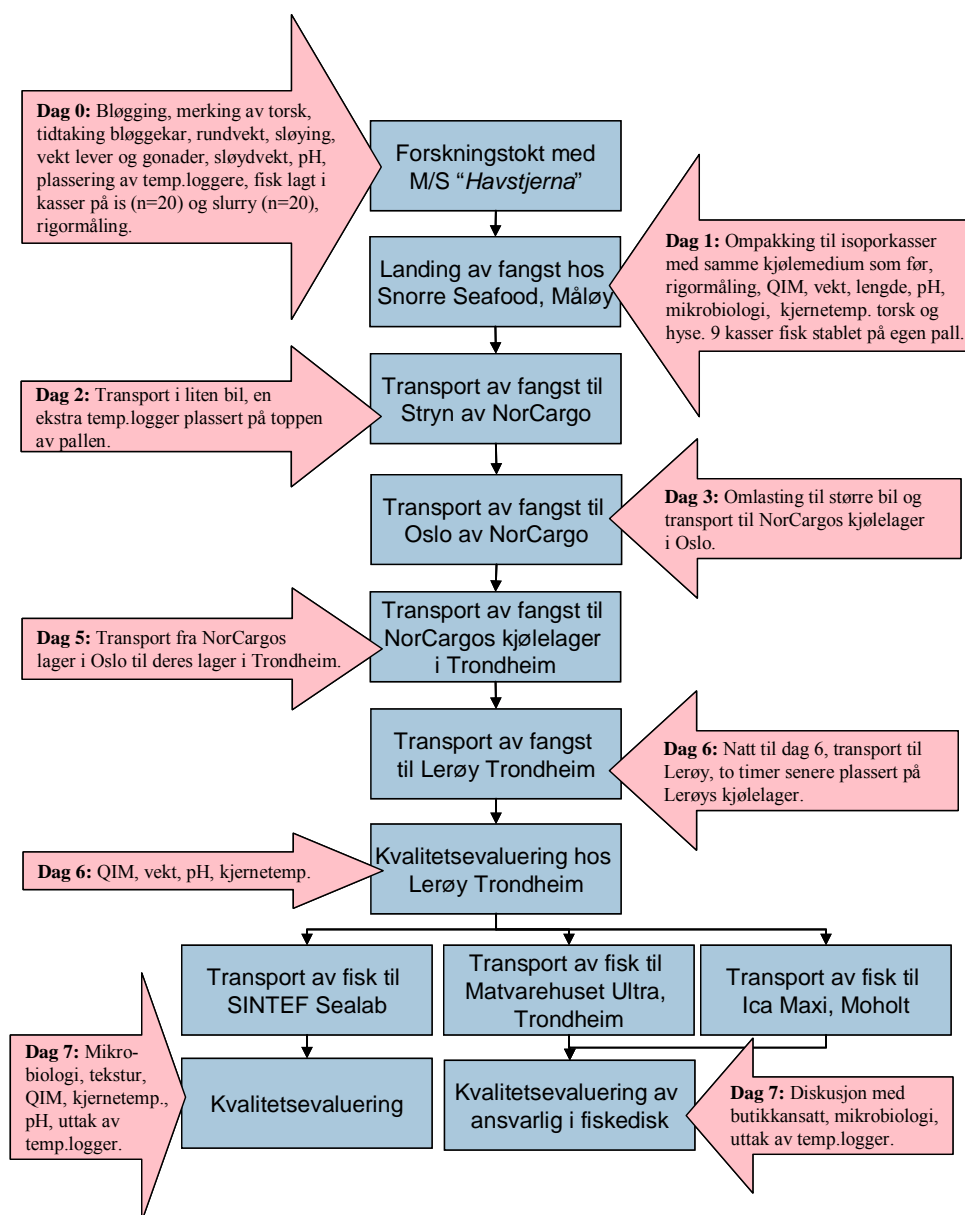 Dag 0: Bløgging, merking av torsk,
tidtaking bløggekar, rundvekt, sløying,
vekt lever og gonader, sløydvekt, pH,
plassering av temp.loggere, fisk lagt i
kasser på is (n=20) og slurry (n=20),
rigormåling.
Forskningstokt med
M/S “Havstjerna”
Landing av fangst hos
Snorre Seafood, Måløy
Dag 1: Ompakking til isoporkasser
med samme kjølemedium som før,
rigormåling, QIM, vekt, lengde, pH,
mikrobiologi, kjernetemp. torsk og
hyse. 9 kasser fisk stablet på egen pall.
Dag 2: Transport i liten bil, en
ekstra temp.logger plassert på toppen
av pallen.
Transport av fangst til
Stryn av NorCargo
Transport av fangst til
Oslo av NorCargo
Dag 3: Omlasting til større bil og
transport til NorCargos kjølelager
i Oslo.
Dag 5: Transport fra NorCargos
lager i Oslo til deres lager i Trondheim.
Transport av fangst til
NorCargos kjølelager
i Trondheim
Transport av fangst
til Lerøy Trondheim
Dag 6: Natt til dag 6, transport til
Lerøy, to timer senere plassert på
Lerøys kjølelager.
Dag 6: QIM, vekt, pH, kjernetemp.
Kvalitetsevaluering hos
Lerøy Trondheim
Transport av fisk til
SINTEF Sealab
Transport av fisk til
Matvarehuset Ultra,
Trondheim
Transport av fisk til
Ica Maxi, Moholt
Dag 7: Mikro-
biologi, tekstur,
QIM, kjernetemp.,
pH, uttak av
temp.logger.
Kvalitetsevaluering
Kvalitetsevaluering av
ansvarlig i fiskedisk
Dag 7: Diskusjon med
butikkansatt, mikrobiologi,
uttak av temp.logger.